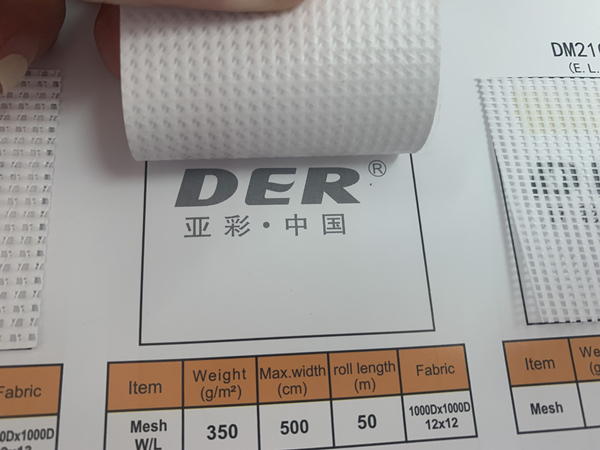 DM21
(E.L.
DER®
亚彩·中国
Fabric
Item Weight (g/m²) Max.width (cm) roll length (m) Fabric
Mesh W/L 350 500 50 1000Dx1000D 12x12
Item
Mesh